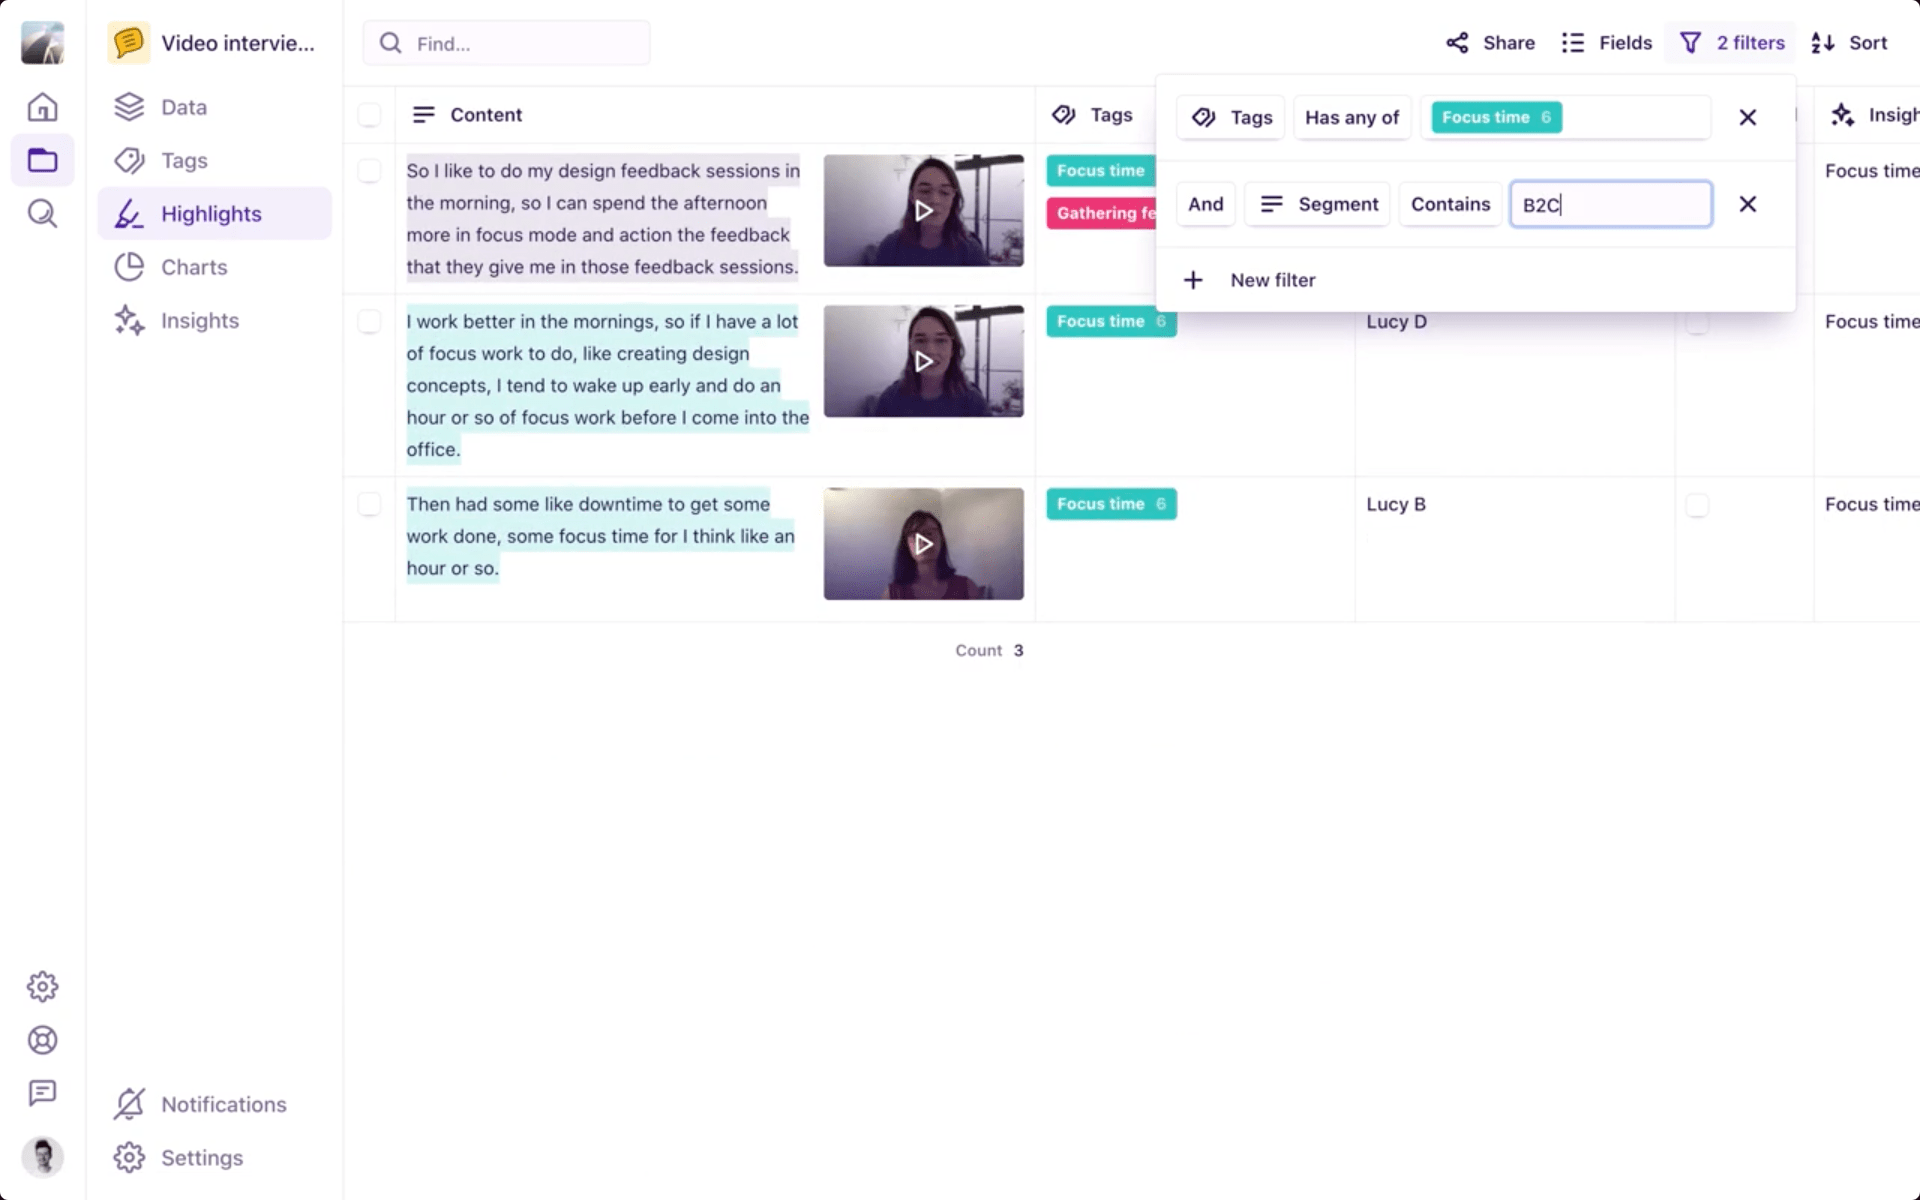 Video intervie...
Data
Tags
Highlights
Charts
Insights
Notifications
Settings
Find...
Share
Fields
2 filters
Sort
Content
Tags
Insigh
Tags
Has any of
Focus time 6
And
Segment
Contains
B2C
New filter
So I like to do my design feedback sessions in
the morning, so I can spend the afternoon
more in focus mode and action the feedback
that they give me in those feedback sessions.
Focus time
Gathering fe
Focus time
I work better in the mornings, so if I have a lot
of focus work to do, like creating design
concepts, I tend to wake up early and do an
hour or so of focus work before I come into the
office.
Focus time 6
Lucy D
Focus time
Then had some like downtime to get some
work done, some focus time for I think like an
hour or so.
Focus time 6
Lucy B
Focus time
Count 3